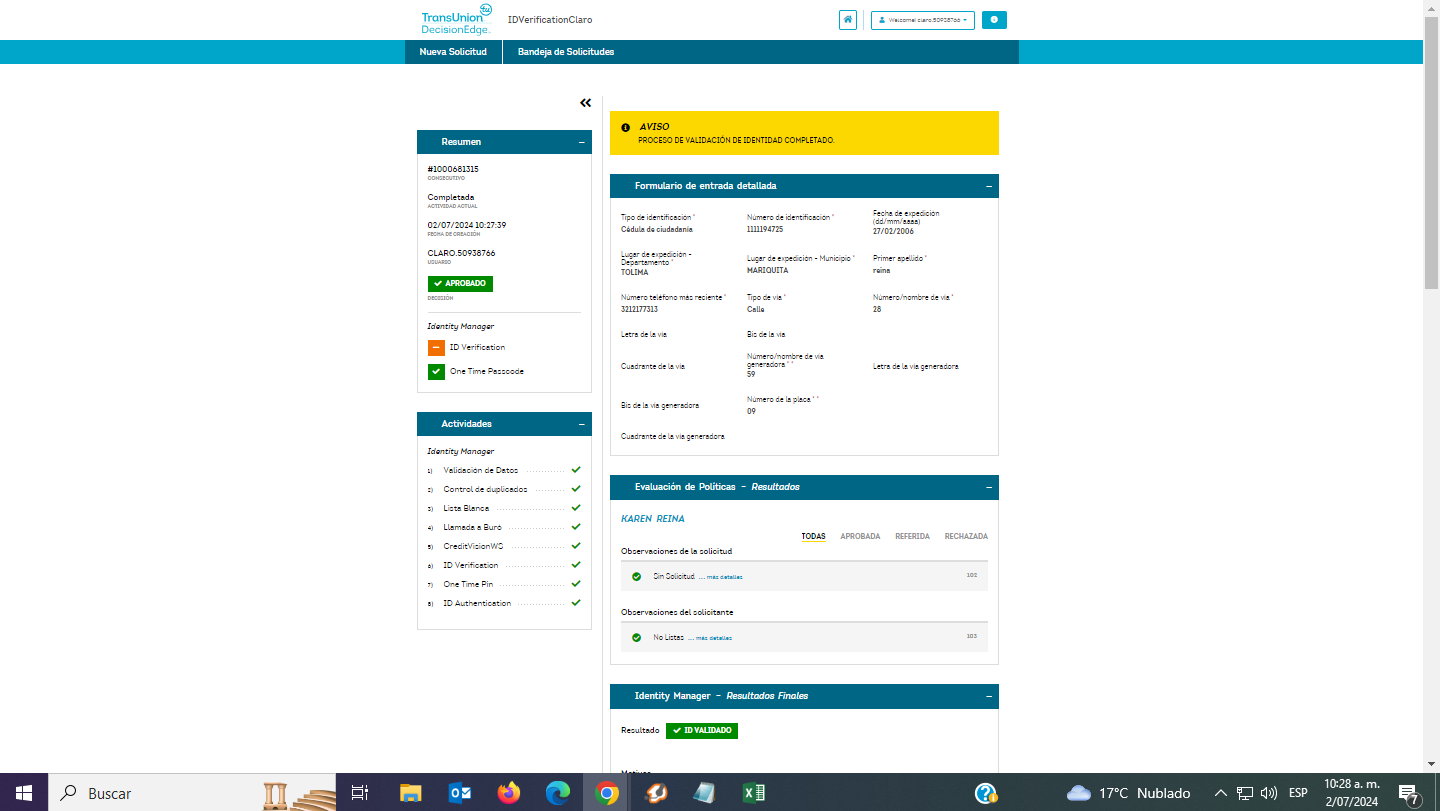 TransUnion
DecisionEdge.
IDVerificationClaro
Welcome! claro.50938766
Nueva Solicitud
Bandeja de Solicitudes
Resumen
#1000681315
CONSECUTIVO
Completada
ACTIVIDAD ACTUAL
02/07/2024 10:27:39
FECHA DE CREACIÓN
CLARO.50938766
USUARIO
APROBADO
DECISIÓN
Identity Manager
ID Verification
One Time Passcode
Actividades
Identity Manager
1) Validación de Datos
2) Control de duplicados
3) Lista Blanca
4) Llamada a Buró
5) CreditVisionWS
6) ID Verification
7) One Time Pin
8) ID Authentication
AVISO
PROCESO DE VALIDACIÓN DE IDENTIDAD COMPLETADO.
Formulario de entrada detallada
Tipo de identificación *
Cédula de ciudadanía
Número de identificación *
1111194725
Fecha de expedición
(dd/mm/aaaa)
27/02/2006
Lugar de expedición -
Departamento *
TOLIMA
Lugar de expedición - Municipio *
MARIQUITA
Primer apellido *
reina
Número teléfono más reciente *
3212177313
Tipo de vía *
Calle
Número/nombre de vía *
28
Letra de la vía
Bis de la vía
Cuadrante de la vía
Número/nombre de vía
generadora * *
59
Letra de la vía generadora
Bis de la vía generadora
Número de la placa * *
09
Cuadrante de la vía generadora
Evaluación de Políticas - Resultados
KAREN REINA
TODAS APROBADA REFERIDA RECHAZADA
Observaciones de la solicitud
Sin Solicitud ... más detalles 102
Observaciones del solicitante
No Listas ... más detalles 103
Identity Manager - Resultados Finales
Resultado ID VALIDADO
Motivos
Buscar
17°C Nublado
ESP
10:28 a. m.
2/07/2024
7